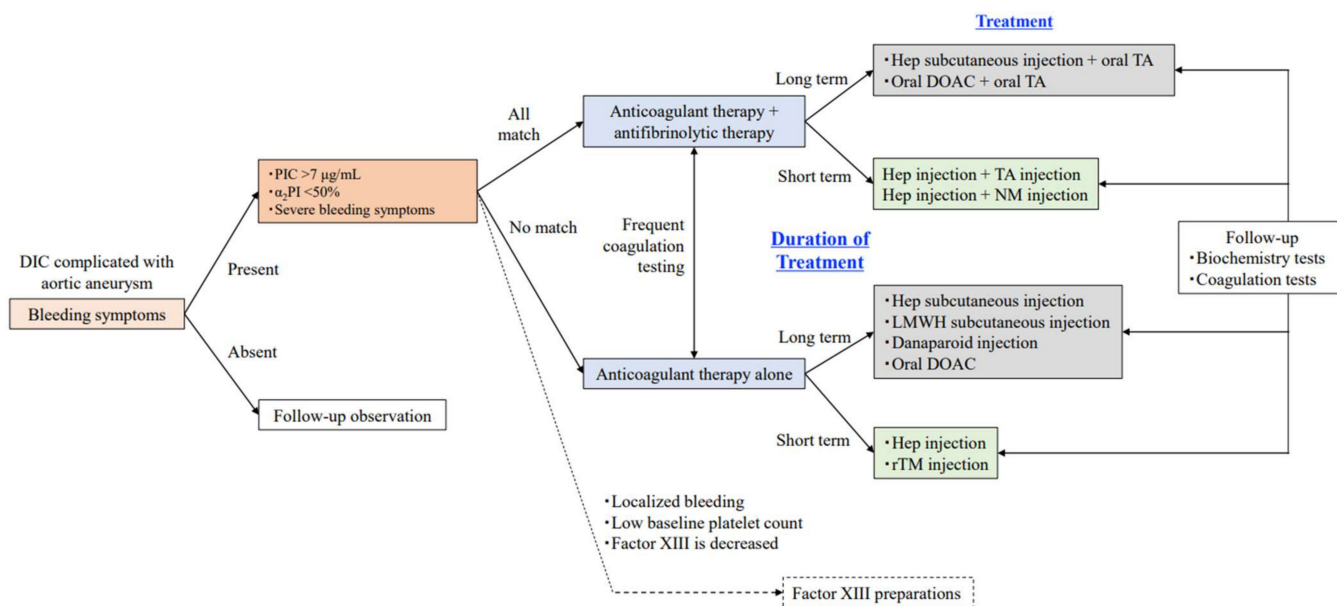 DIC complicated with
aortic aneurysm
Bleeding symptoms
Present
Absent
Follow-up observation
・PIC >7 μg/mL
・α₂PI <50%
・Severe bleeding symptoms
All
match
No match
Anticoagulant therapy +
antifibrinolytic therapy
Frequent
coagulation
testing
Anticoagulant therapy alone
・Localized bleeding
・Low baseline platelet count
・Factor XIII is decreased
Factor XIII preparations
Duration of
Treatment
Long term
Short term
Long term
Short term
Treatment
・Hep subcutaneous injection + oral TA
・Oral DOAC + oral TA
Hep injection + TA injection
Hep injection + NM injection
・Hep subcutaneous injection
・LMWH subcutaneous injection
・Danaparoid injection
・Oral DOAC
・Hep injection
・rTM injection
Follow-up
・Biochemistry tests
・Coagulation tests